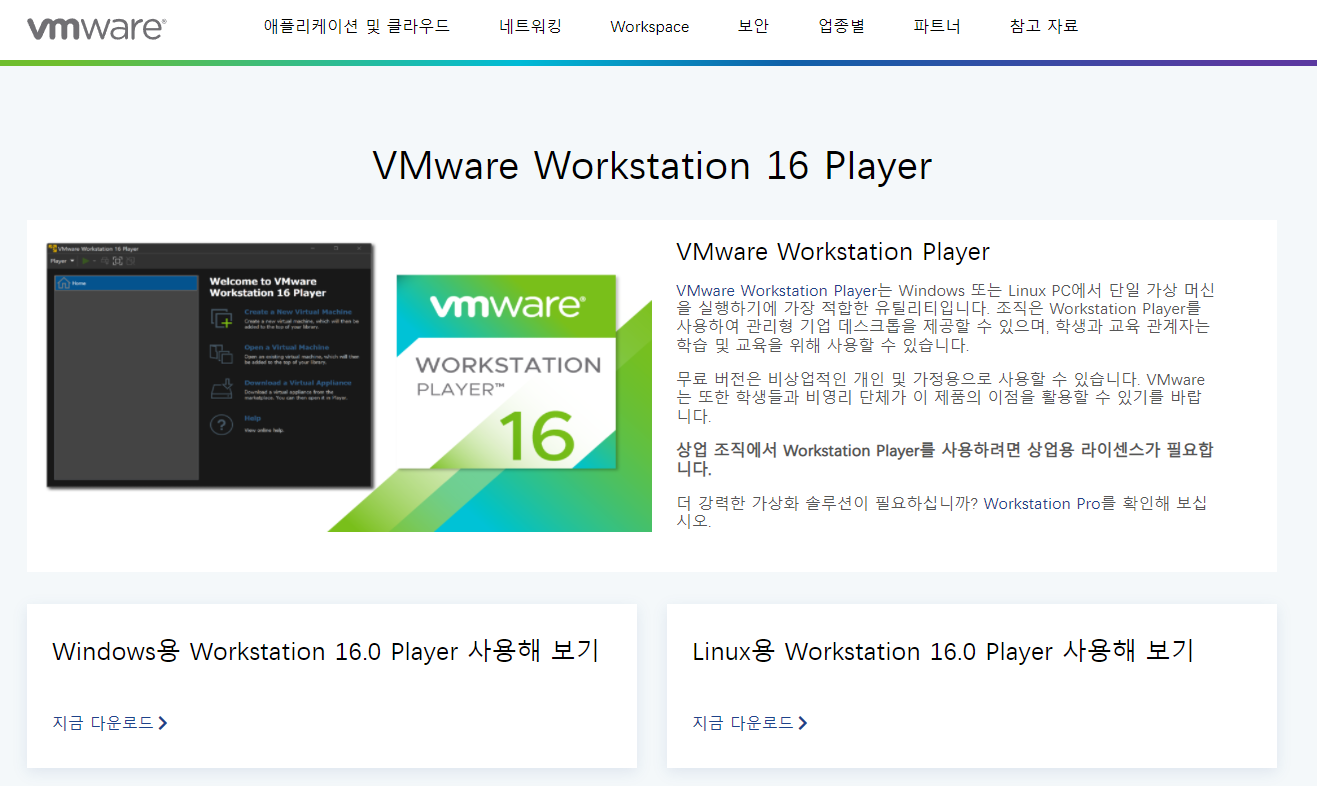 vmware®
애플리케이션 및 클라우드 네트워킹 Workspace 보안 업종별 파트너 참고 자료
VMware Workstation 16 Player
VMware Workstation 16 Player
Player
Home
Welcome to VMware
Workstation 16 Player
Create a New Virtual Machine
Create a new virtual machine, which will then be
added to the top of your library.
Open a Virtual Machine
Open an existing virtual machine, which will then
be added to the top of your library.
Download a Virtual Appliance
Download a virtual appliance from the
marketplace. You can then open it in Player.
Help
View online help.
vmware®
WORKSTATION
PLAYER™
16
VMware Workstation Player
VMware Workstation Player는 Windows 또는 Linux PC에서 단일 가상 머신
을 실행하기에 가장 적합한 유틸리티입니다. 조직은 Workstation Player를
사용하여 관리형 기업 데스크톱을 제공할 수 있으며, 학생과 교육 관계자는
학습 및 교육을 위해 사용할 수 있습니다.
무료 버전은 비상업적인 개인 및 가정용으로 사용할 수 있습니다. VMware
는 또한 학생들과 비영리 단체가 이 제품의 이점을 활용할 수 있기를 바랍
니다.
상업 조직에서 Workstation Player를 사용하려면 상업용 라이센스가 필요합
니다.
더 강력한 가상화 솔루션이 필요하십니까? Workstation Pro를 확인해 보십
시오.
Windows용 Workstation 16.0 Player 사용해 보기
지금 다운로드
Linux용 Workstation 16.0 Player 사용해 보기
지금 다운로드